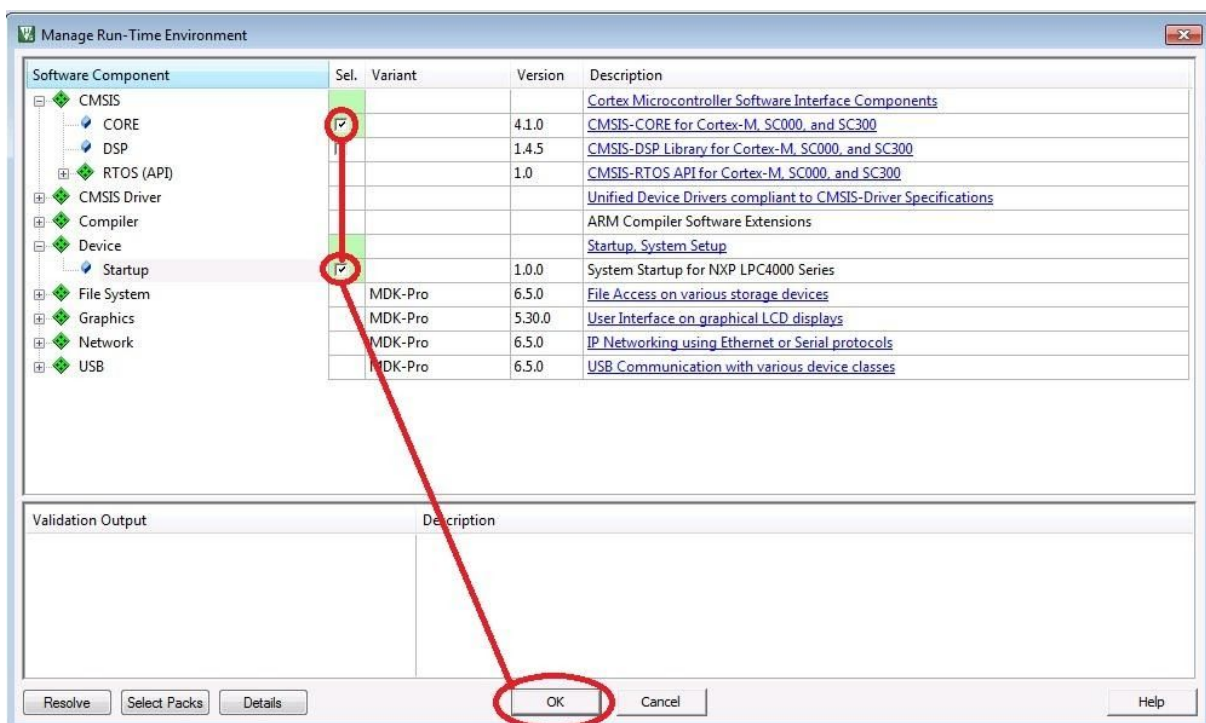 Manage Run-Time Environment
Software Component Sel. Variant Version Description
CMSIS Cortex Microcontroller Software Interface Components
CORE 4.1.0 CMSIS-CORE for Cortex-M, SC000, and SC300
DSP 1.4.5 CMSIS-DSP Library for Cortex-M, SC000, and SC300
RTOS (API) 1.0 CMSIS-RTOS API for Cortex-M, SC000, and SC300
CMSIS Driver Unified Device Drivers compliant to CMSIS-Driver Specifications
Compiler ARM Compiler Software Extensions
Device Startup, System Setup
Startup 1.0.0 System Startup for NXP LPC4000 Series
File System MDK-Pro 6.5.0 File Access on various storage devices
Graphics MDK-Pro 5.30.0 User Interface on graphical LCD displays
Network MDK-Pro 6.5.0 IP Networking using Ethernet or Serial protocols
USB MDK-Pro 6.5.0 USB Communication with various device classes
Validation Output Description
Resolve Select Packs Details OK Cancel Help